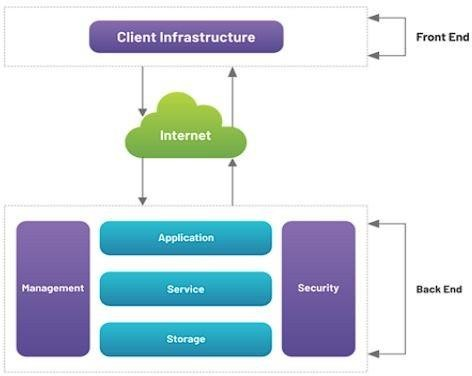 Client Infrastructure
Front End
Internet
Application
Management
Service
Security
Back End
Storage